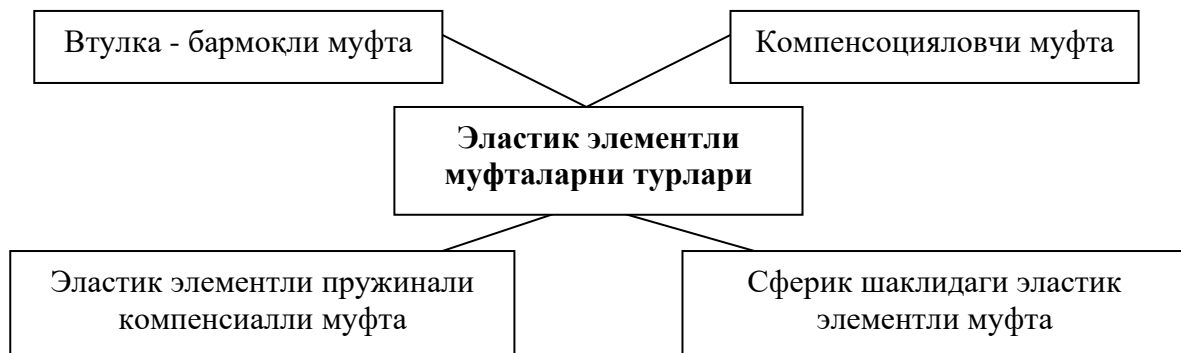 Втулка - бармоқли муфта
Компенсоцияловчи муфта
Эластик элементли
муфталарни турлари
Эластик элементли пружинали
компенсиалли муфта
Сферик шаклидаги эластик
элементли муфта